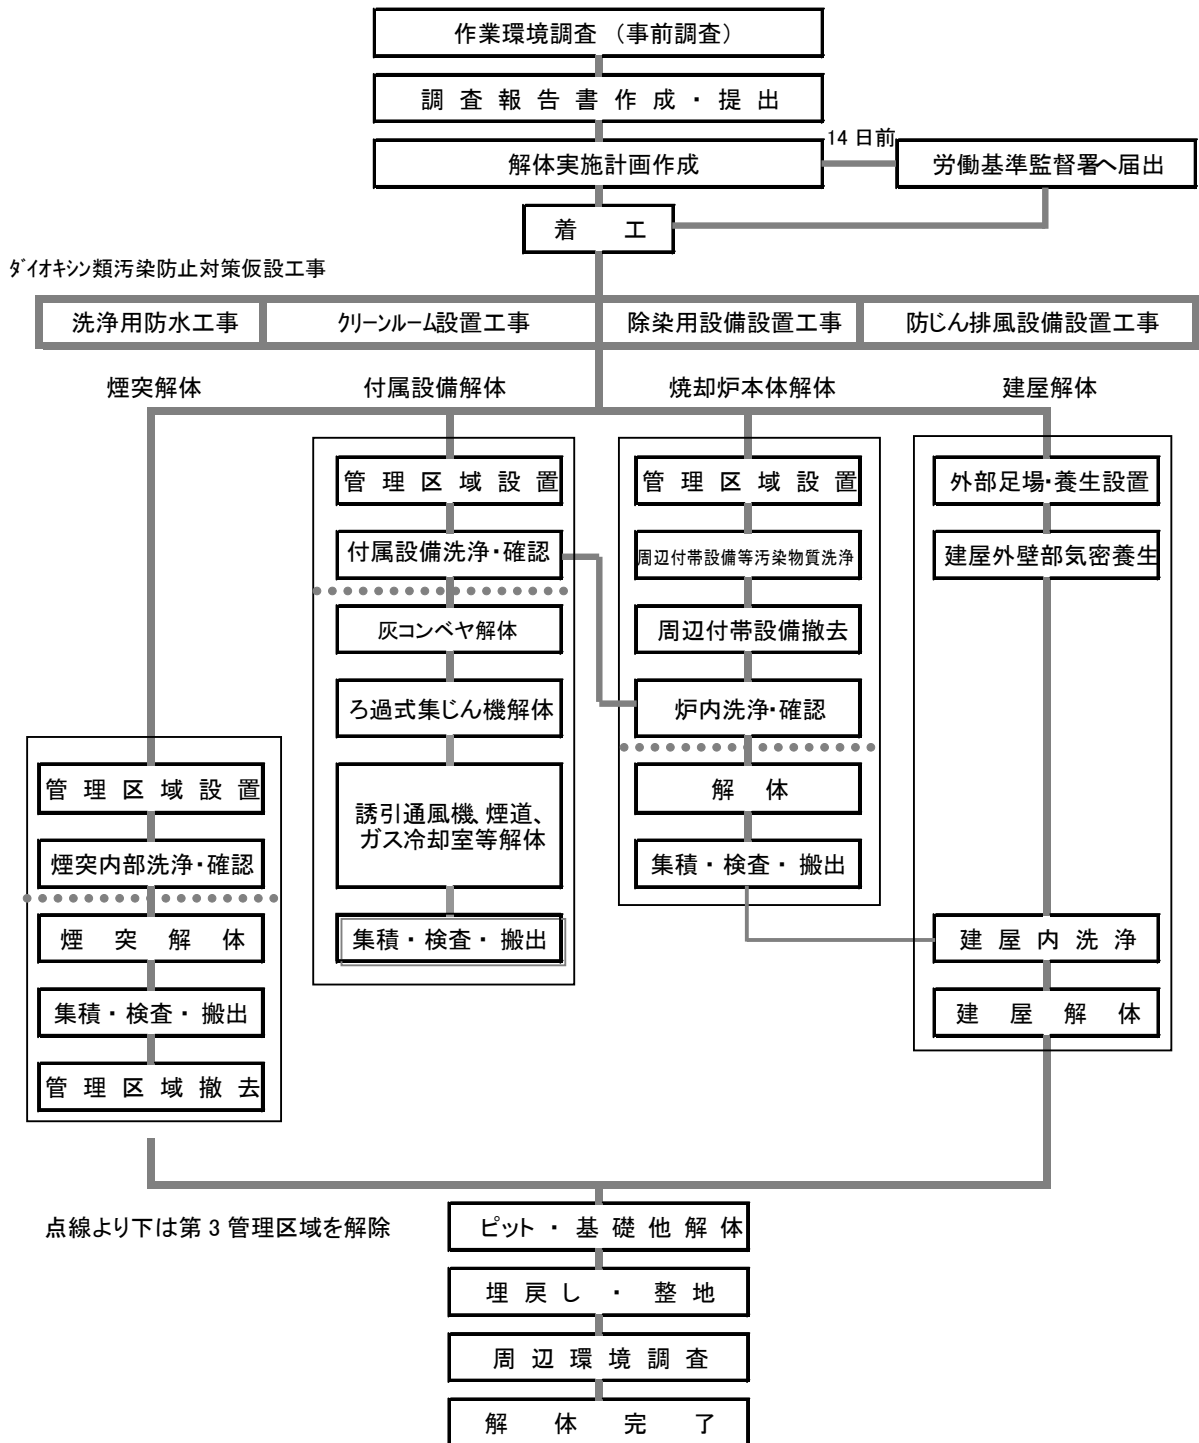 作業環境調査（事前調査）
調査報告書作成・提出
14 日前
解体実施計画作成
労働基準監督署へ届出
着 工
ﾀﾞｲｵｷｼﾝ類汚染防止対策仮設工事
洗浄用防水工事
ｸﾘｰﾝﾙｰﾑ設置工事
除染用設備設置工事
防じん排風設備設置工事
煙突解体
付属設備解体
焼却炉本体解体
建屋解体
管理区域設置
煙突内部洗浄・確認
煙突解体
集積・検査・搬出
管理区域撤去
管理区域設置
付属設備洗浄・確認
灰コンベヤ解体
ろ過式集じん機解体
誘引通風機、煙道、
ガス冷却室等解体
集積・検査・搬出
管理区域設置
周辺付帯設備等汚染物質洗浄
周辺付帯設備撤去
炉内洗浄・確認
解 体
集積・検査・搬出
外部足場・養生設置
建屋外壁部気密養生
建屋内洗浄
建屋解体
点線より下は第 3 管理区域を解除
ピット・基礎他解体
埋戻し・整地
周辺環境調査
解体完了